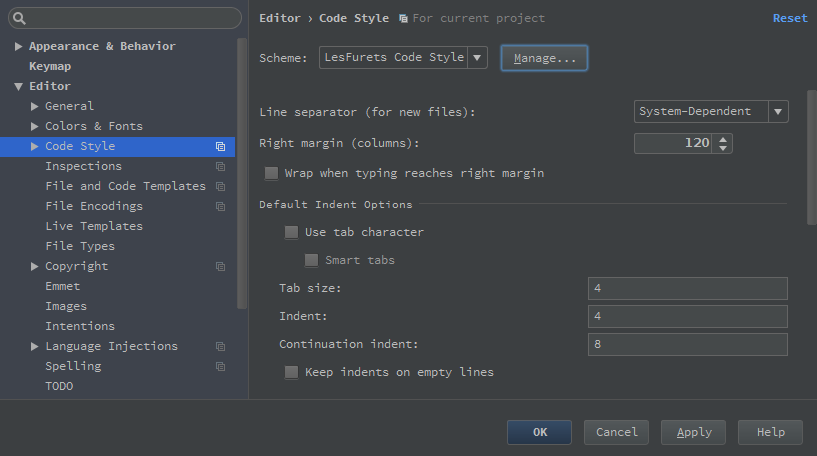 Appearance & Behavior
Keymap
Editor
General
Colors & Fonts
Code Style
Inspections
File and Code Templates
File Encodings
Live Templates
File Types
Copyright
Emmet
Images
Intentions
Language Injections
Spelling
TODO
Editor › Code Style For current project Reset
Scheme: LesFurets Code Style Manage...
Line separator (for new files): System-Dependent
Right margin (columns): 120
Wrap when typing reaches right margin
Default Indent Options
Use tab character
Smart tabs
Tab size: 4
Indent: 4
Continuation indent: 8
Keep indents on empty lines
OK Cancel Apply Help